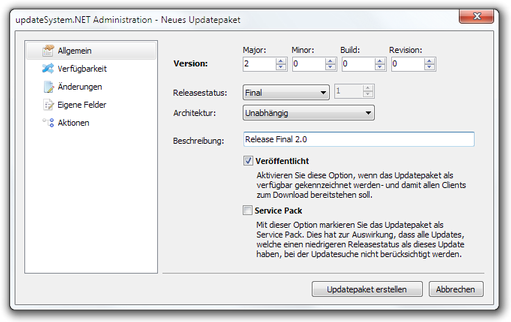 updateSystem.NET Administration - Neues Updatepaket
Allgemein
Verfügbarkeit
Änderungen
Eigene Felder
Aktionen
Major: Minor: Build: Revision:
Version: 2 0 0 0
Releasestatus: Final 1
Architektur: Unabhängig
Beschreibung: Release Final 2.0
Veröffentlicht
Aktivieren Sie diese Option, wenn das Updatepaket als
verfügbar gekennzeichnet werden- und damit allen Clients
zum Download bereitstehen soll.
Service Pack
Mit dieser Option markieren Sie das Updatepaket als
Service Pack. Dies hat zur Auswirkung, dass alle Updates,
welche einen niedrigeren Releasestatus als dieses Update
haben, bei der Updatesuche nicht berücksichtigt werden.
Updatepaket erstellen Abbrechen